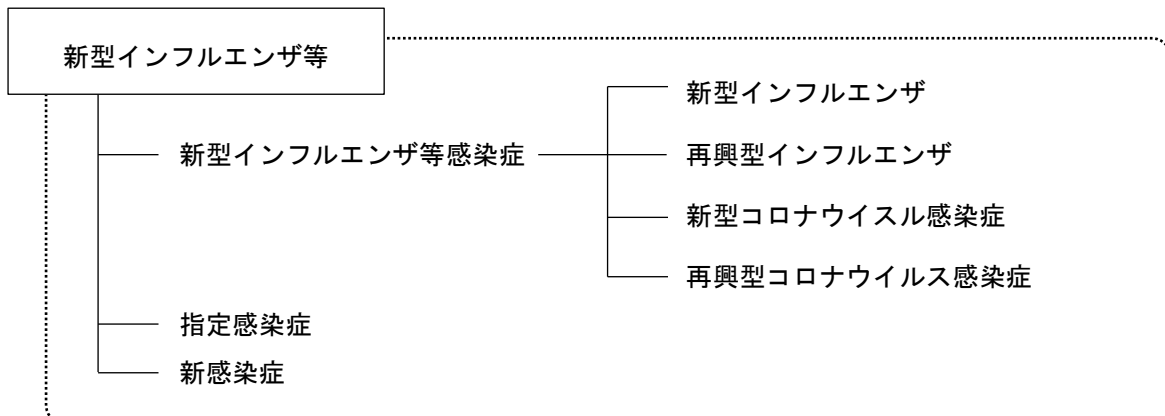 新型インフルエンザ等
新型インフルエンザ
新型インフルエンザ等感染症
再興型インフルエンザ
新型コロナウイスル感染症
再興型コロナウイルス感染症
指定感染症
新感染症